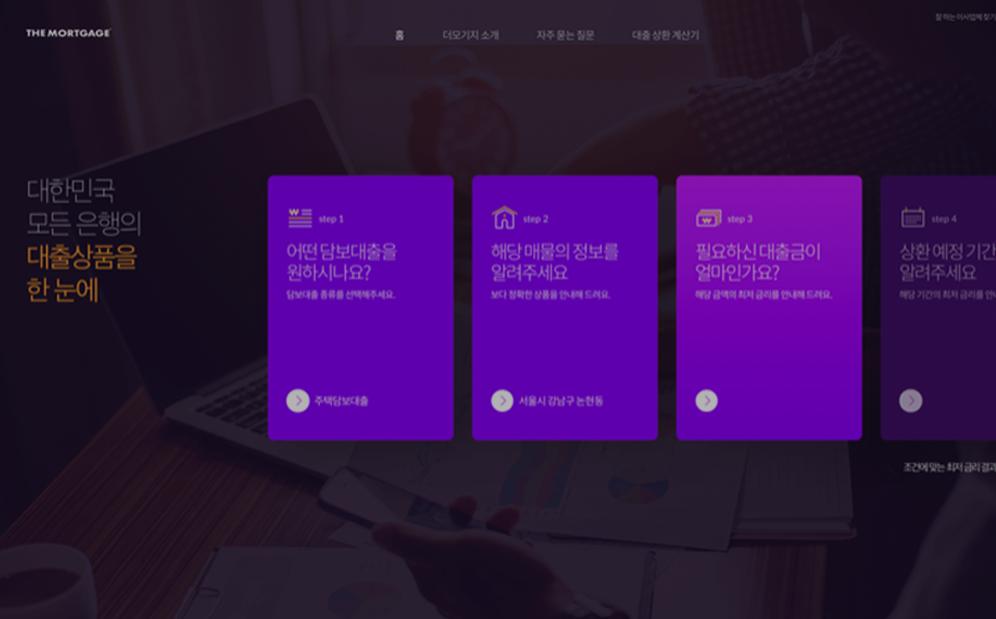 잘 하는 이사업체 찾기
THE MORTGAGE
홈
더모기지 소개
자주 묻는 질문
대출 상환 계산기
대한민국
모든 은행의
대출상품을
한 눈에
step 1
어떤 담보대출을
원하시나요?
담보대출 종류를 선택해주세요.
주택담보대출
step 2
해당 매물의 정보를
알려주세요
보다 정확한 상품을 안내해 드려요.
서울시 강남구 논현동
step 3
필요하신 대출금이
얼마인가요?
해당 금액의 최저 금리를 안내해 드려요.
step 4
상환 예정 기간
알려주세요
해당 기간의 최저 금리를
조건에 맞는 최저 금리 결과